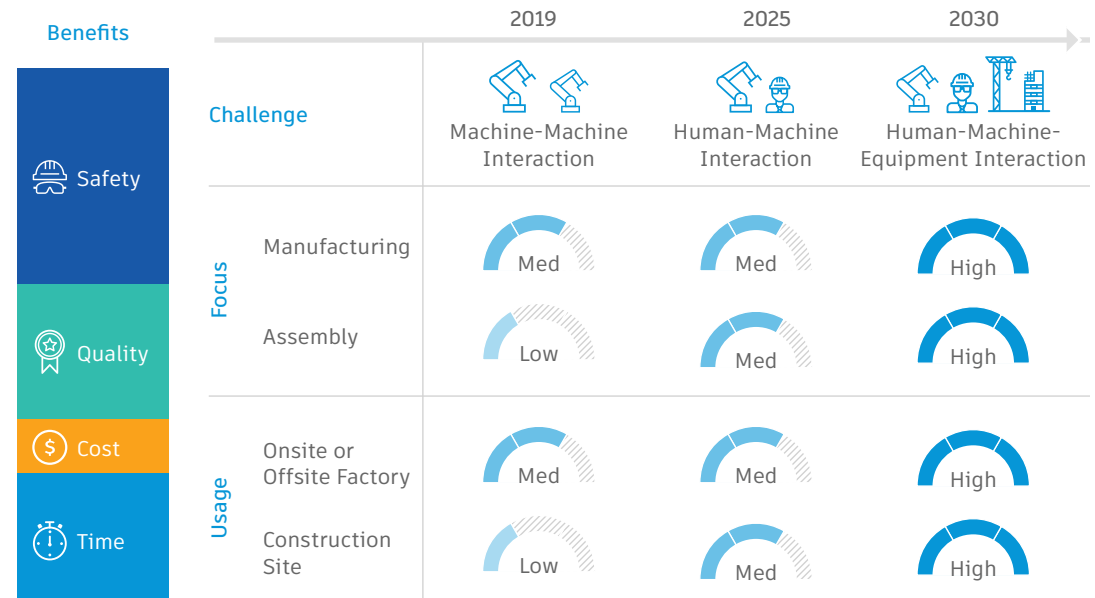 Benefits
Safety
Quality
$
Cost
Time
2019
2025
2030
Challenge
Machine-Machine
Interaction
Human-Machine
Interaction
Human-Machine-
Equipment Interaction
Focus
Manufacturing
Med
Med
High
Assembly
Low
Med
High
Usage
Onsite or
Offsite Factory
Med
Med
High
Construction
Site
Low
Med
High